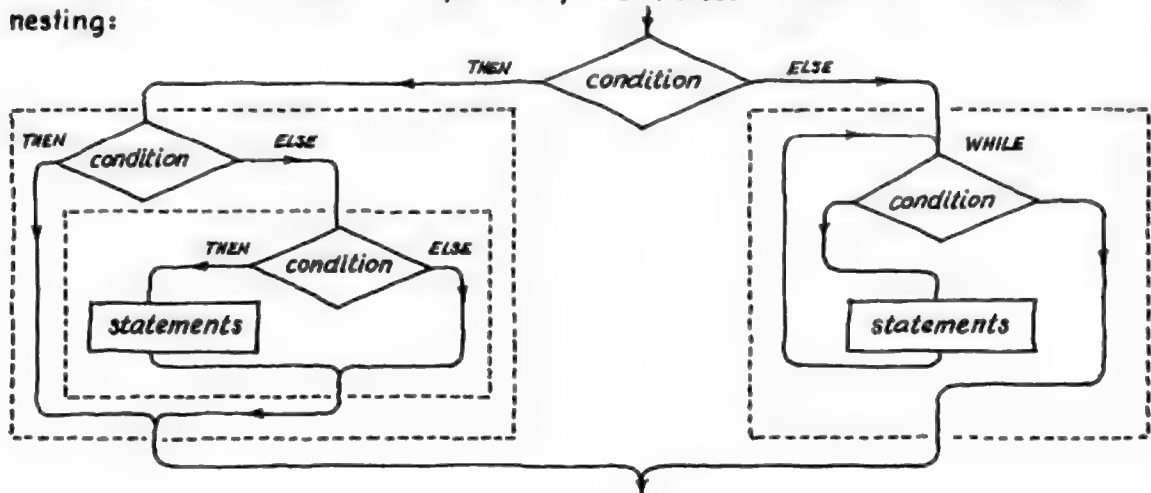 nesting:
THEN
condition
ELSE
THEN
condition
ELSE
WHILE
condition
THEN
condition
ELSE
statements
statements